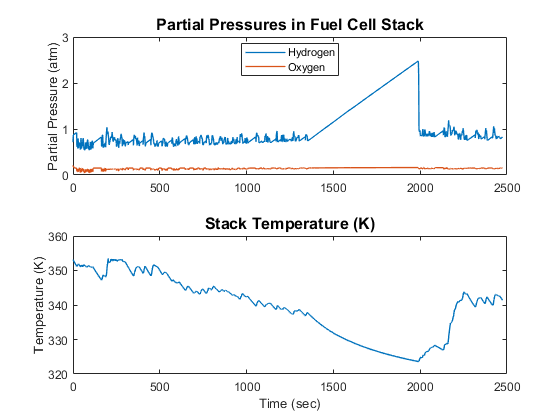 Partial Pressures in Fuel Cell Stack
Partial Pressure (atm)
3
2
1
0
Hydrogen
Oxygen
0 500 1000 1500 2000 2500
Stack Temperature (K)
Temperature (K)
360
350
340
330
320
0 500 1000 1500 2000 2500
Time (sec)